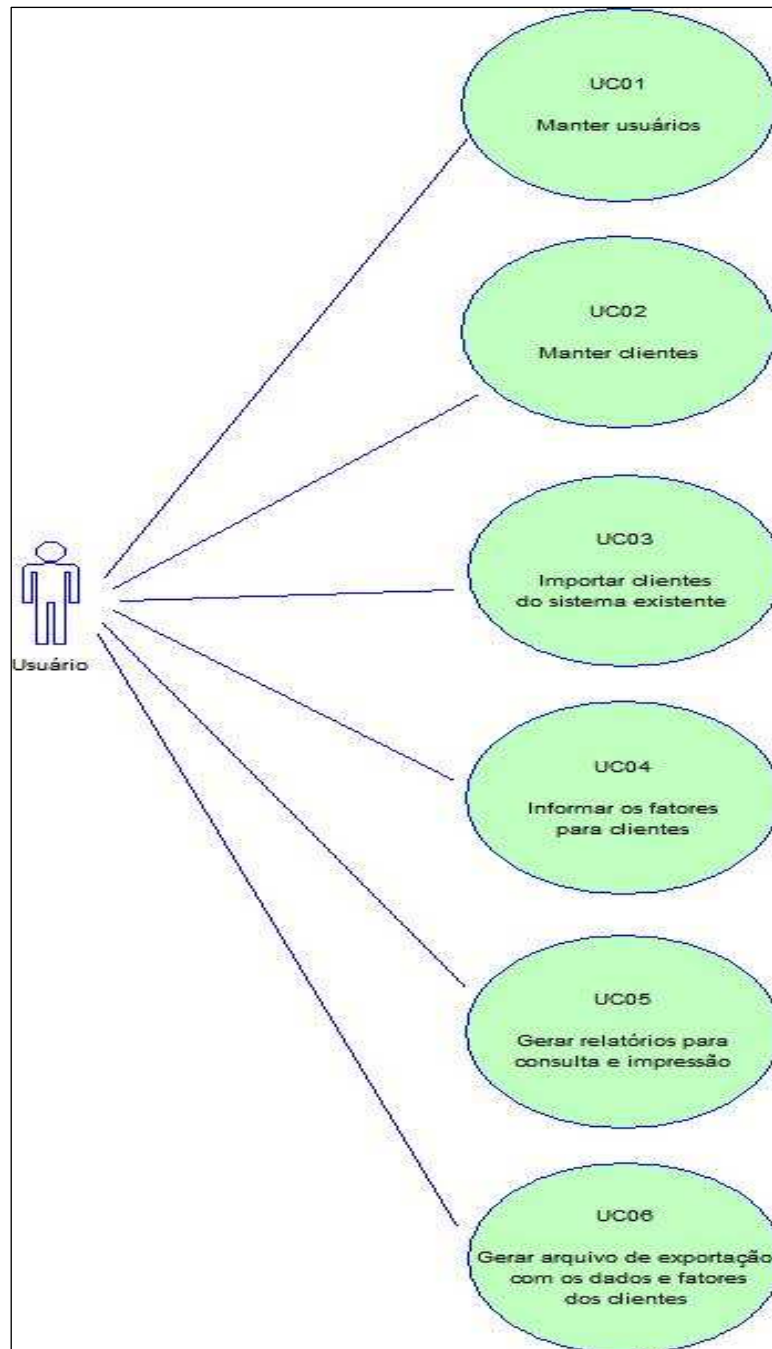 UC01
Manter usuários
UC02
Manter clientes
UC03
Importar clientes
do sistema existente
Usuário
UC04
Informar os fatores
para clientes
UC05
Gerar relatórios para
consulta e impressão
UC06
Gerar arquivo de exportação
com os dados e fatores
dos clientes